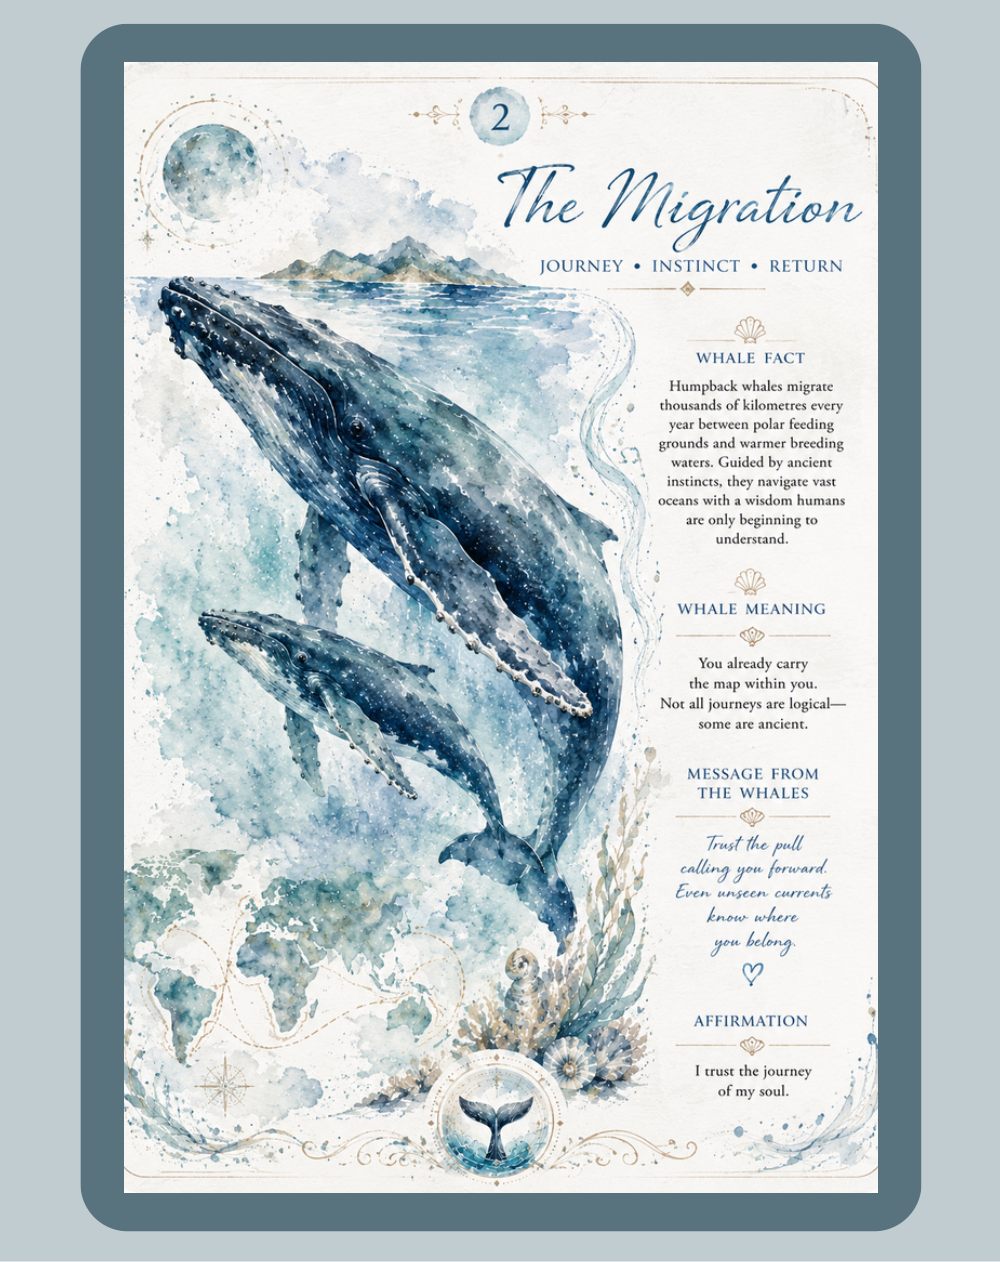 2
The Migration
JOURNEY • INSTINCT • RETURN
WHALE FACT
Humpback whales migrate
thousands of kilometres every
year between polar feeding
grounds and warmer breeding
waters. Guided by ancient
instincts, they navigate vast
oceans with a wisdom humans
are only beginning to
understand.
WHALE MEANING
You already carry
the map within you.
Not all journeys are logical—
some are ancient.
MESSAGE FROM
THE WHALES
Trust the pull
calling you forward.
Even unseen currents
know where
you belong.
AFFIRMATION
I trust the journey
of my soul.